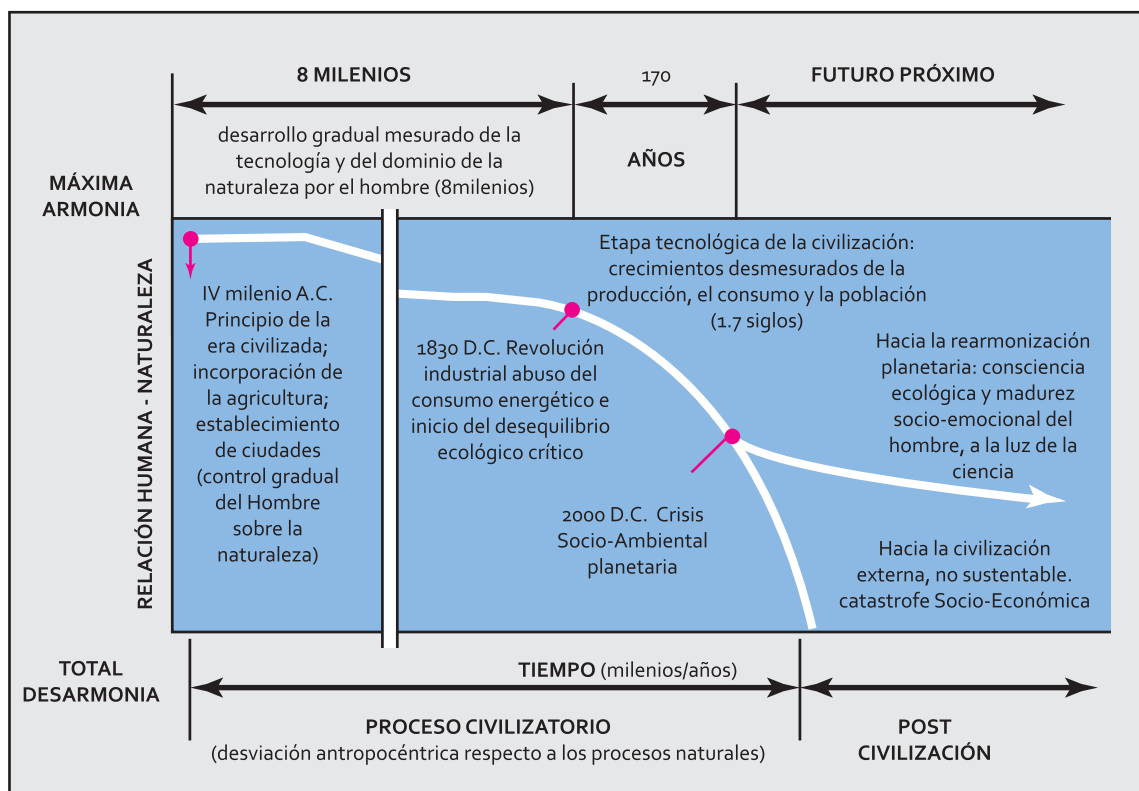 8 MILENIOS
170
FUTURO PRÓXIMO
desarrollo gradual mesurado de la
tecnología y del dominio de la
naturaleza por el hombre (8milenios)
AÑOS
MÁXIMA
ARMONIA
RELACIÓN HUMANA - NATURALEZA
IV milenio A.C.
Principio de la
era civilizada;
incorporación de
la agricultura;
establecimiento
de ciudades
(control gradual
del Hombre
sobre la
naturaleza)
1830 D.C. Revolución
industrial abuso del
consumo energético e
inicio del desequilibrio
ecológico crítico
Etapa tecnológica de la civilización:
crecimientos desmesurados de la
producción, el consumo y la población
(1.7 siglos)
2000 D.C. Crisis
Socio-Ambiental
planetaria
Hacia la rearmonización
planetaria: consciencia
ecológica y madurez
socio-emocional del
hombre, a la luz de la
ciencia
Hacia la civilización
externa, no sustentable.
catastrofe Socio-Económica
TOTAL
DESARMONIA
TIEMPO (milenios/años)
PROCESO CIVILIZATORIO
(desviación antropocéntrica respecto a los procesos naturales)
POST
CIVILIZACIÓN